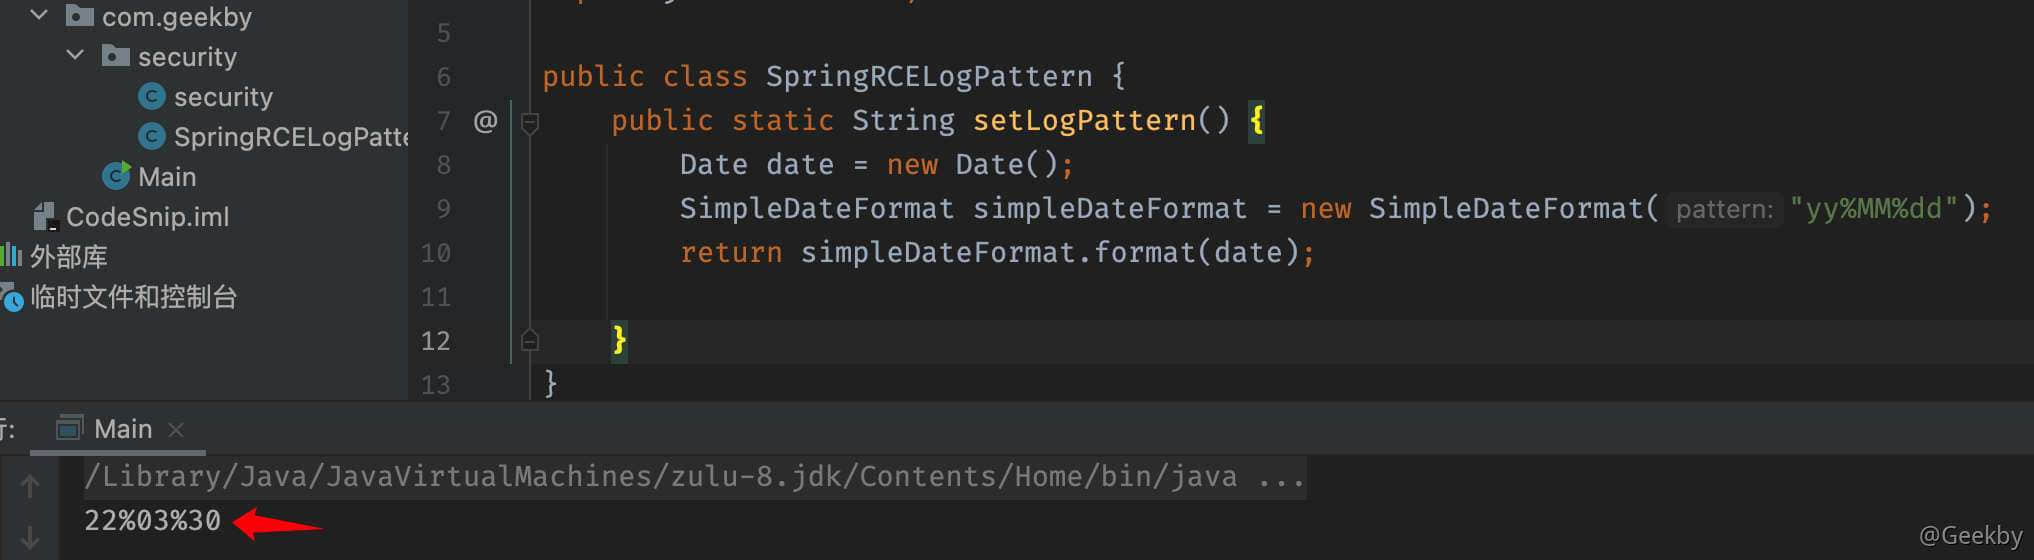 com.geekby
security
security
SpringRCELogPatte
Main
CodeSnip.iml
外部库
临时文件和控制台
5
6 public class SpringRCELogPattern {
7 @ public static String setLogPattern() {
8 Date date = new Date();
9 SimpleDateFormat simpleDateFormat = new SimpleDateFormat( pattern: "yy%MM%dd");
10 return simpleDateFormat.format(date);
11
12 }
13 }
Main ×
/Library/Java/JavaVirtualMachines/zulu-8.jdk/Contents/Home/bin/java ...
22%03%30
@Geekby